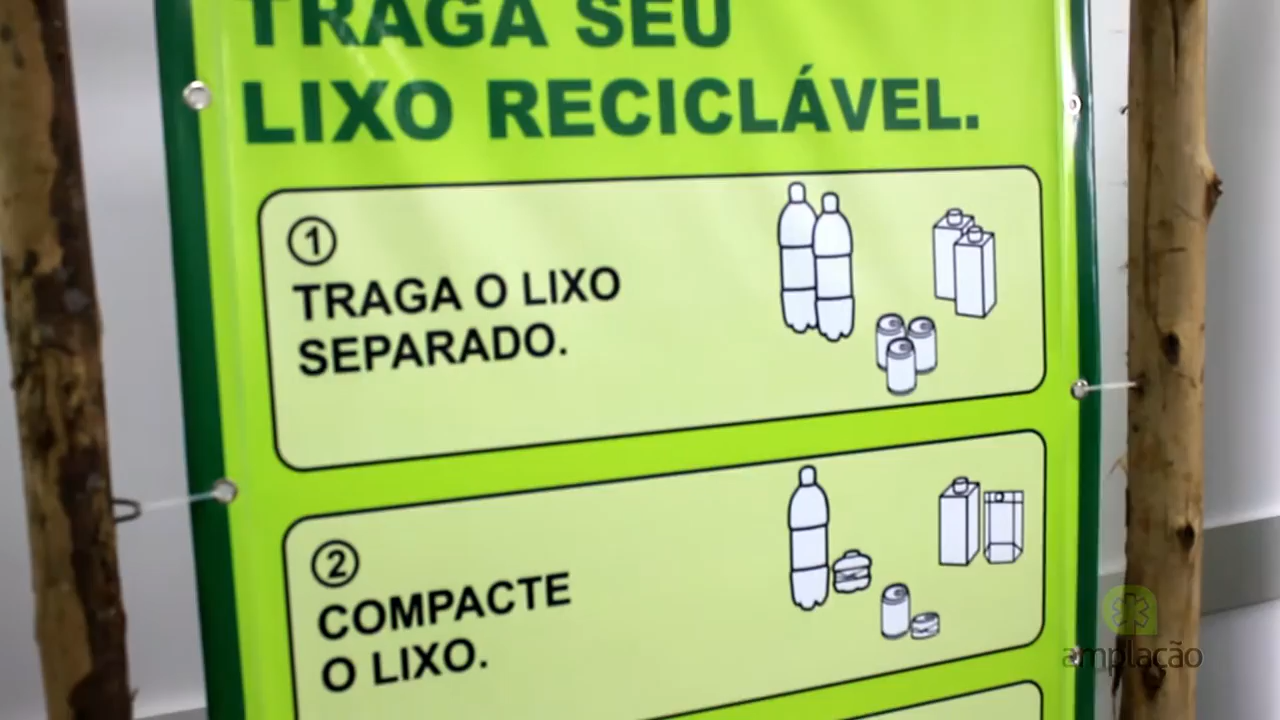 TRAGA SEU
LIXO RECICLÁVEL.
1
TRAGA O LIXO
SEPARADO.
2
COMPACTE
O LIXO.
amplação